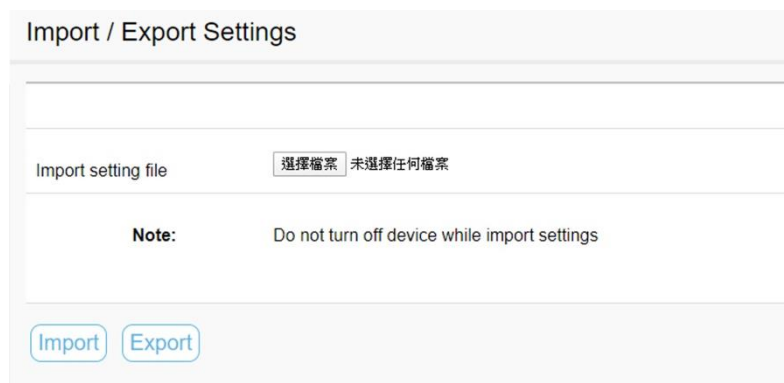 Import / Export Settings
Import setting file 選擇檔案 未選擇任何檔案
Note: Do not turn off device while import settings
Import Export